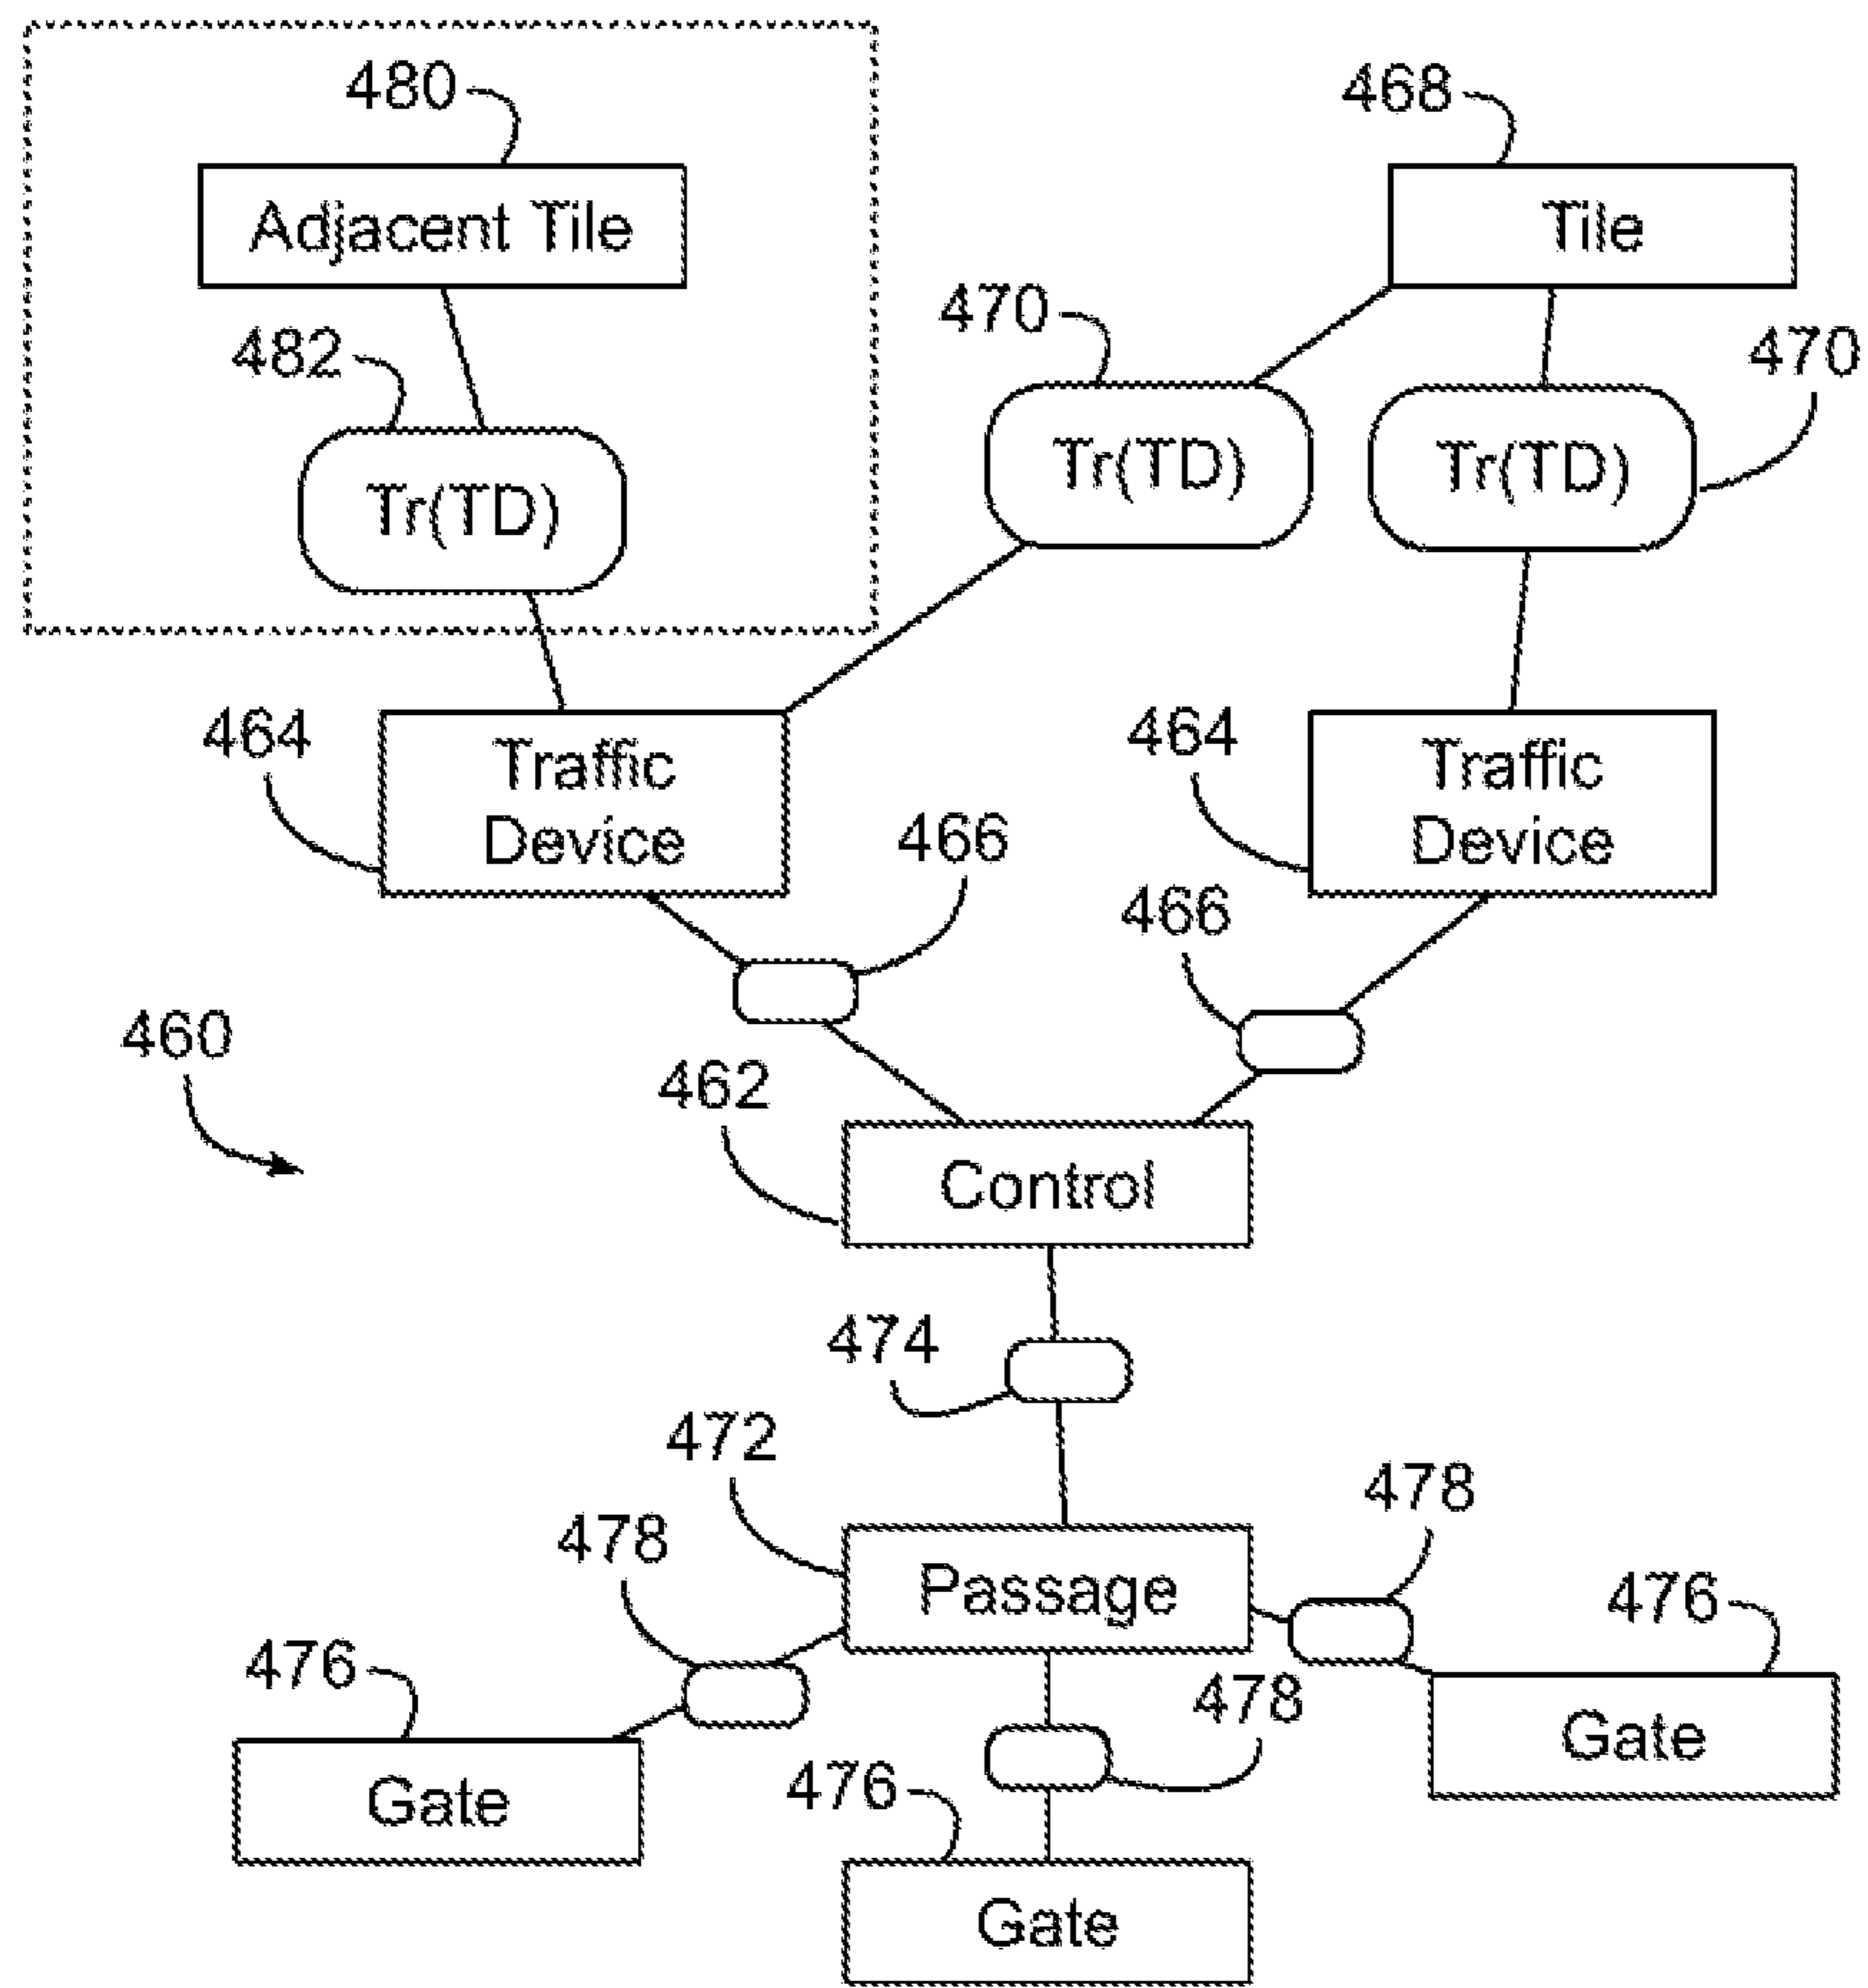 480
468
Adjacent Tile
Tile
470
482
470
Tr(TD)
Tr(TD)
Tr(TD)
464
Traffic
Device
464
Traffic
Device
466
466
460
462
Control
474
472
478
478
Passage
476
476
478
Gate
Gate
476
Gate